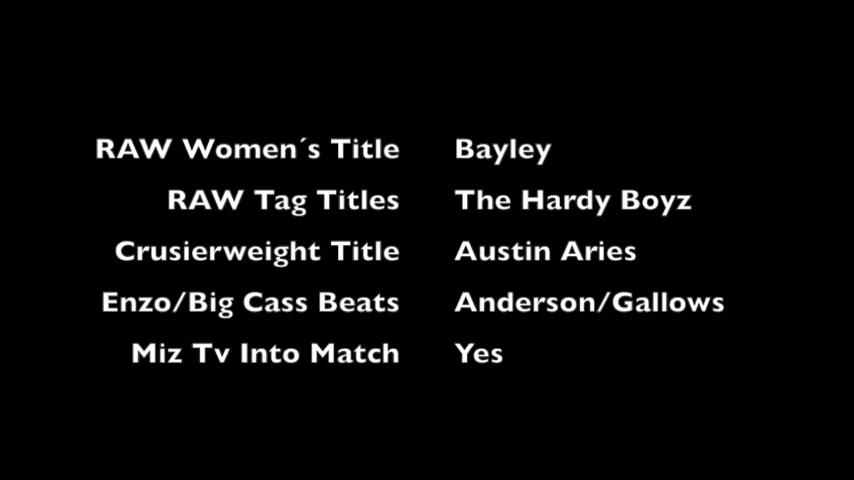 RAW Women´s Title Bayley
RAW Tag Titles The Hardy Boyz
Crusierweight Title Austin Aries
Enzo/Big Cass Beats Anderson/Gallows
Miz Tv Into Match Yes